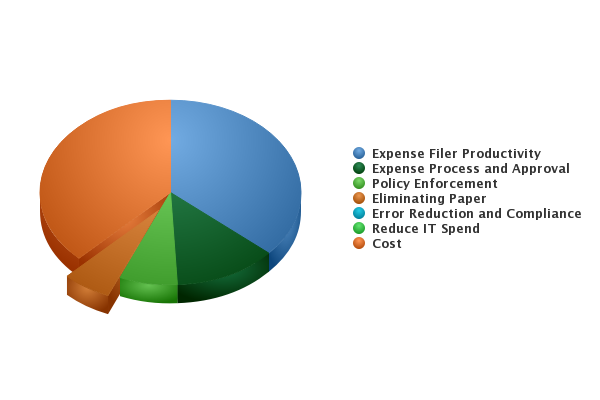 Expense Filer Productivity
Expense Process and Approval
Policy Enforcement
Eliminating Paper
Error Reduction and Compliance
Reduce IT Spend
Cost